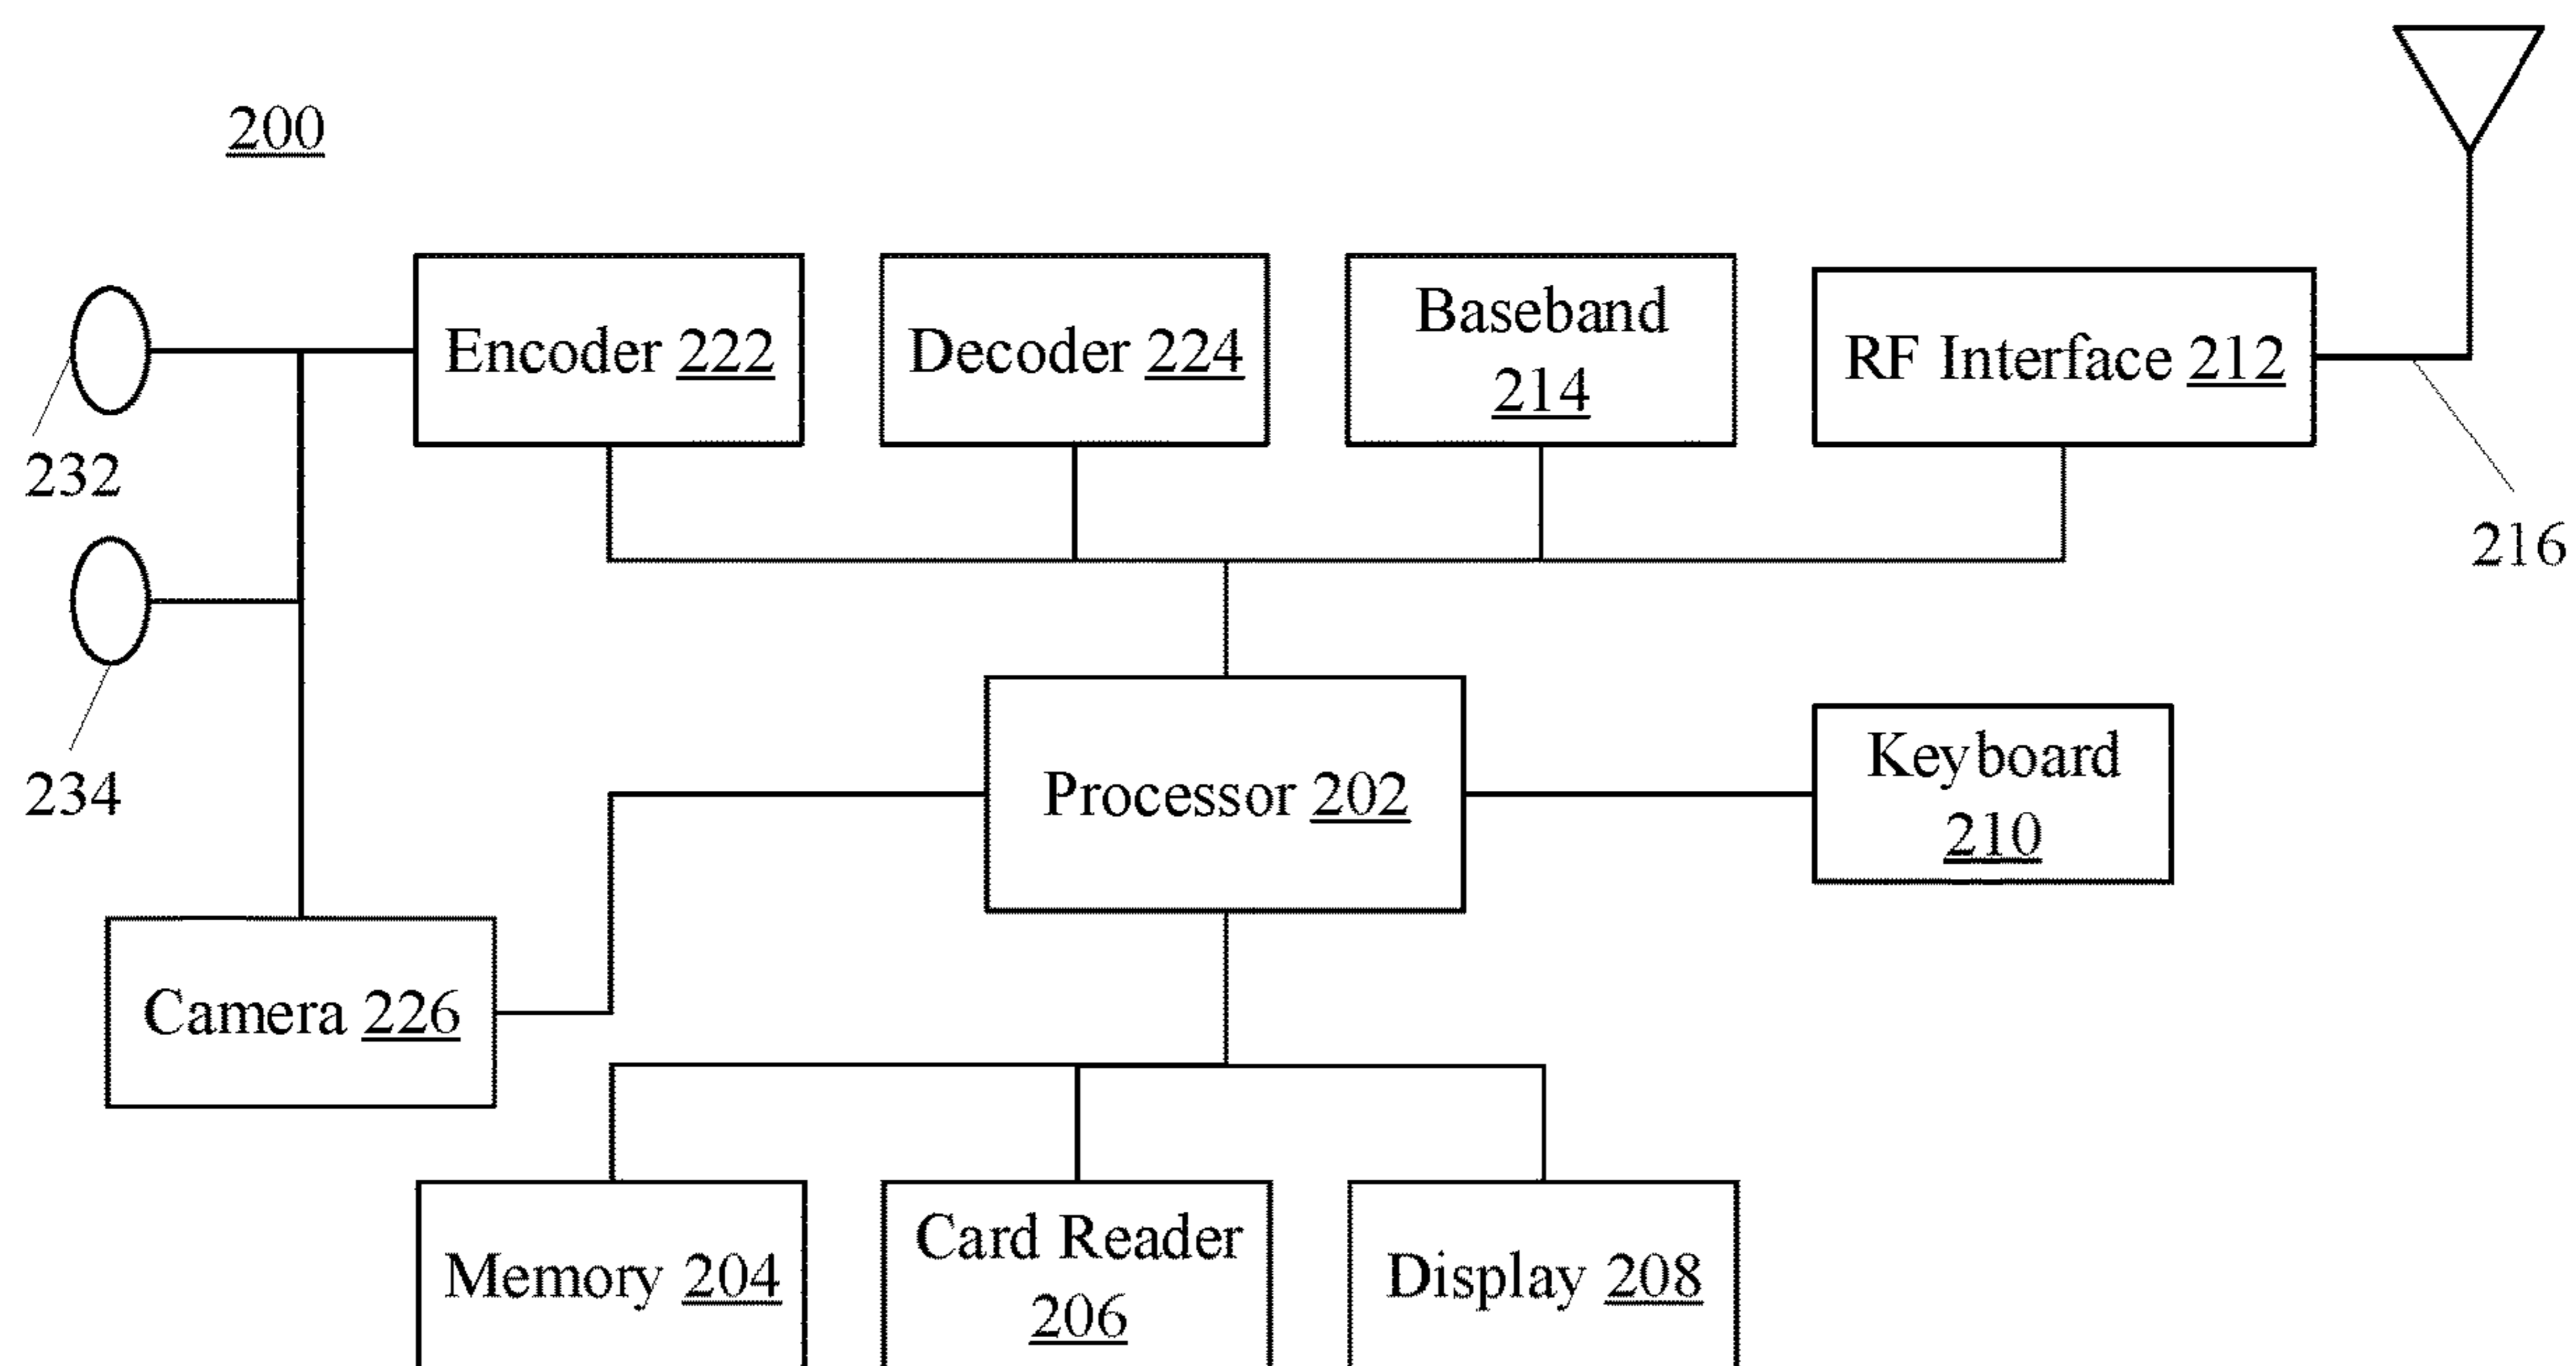 200
Encoder 222
Decoder 224
Baseband
214
RF Interface 212
232
216
234
Processor 202
Keyboard
210
Camera 226
Memory 204
Card Reader
206
Display 208